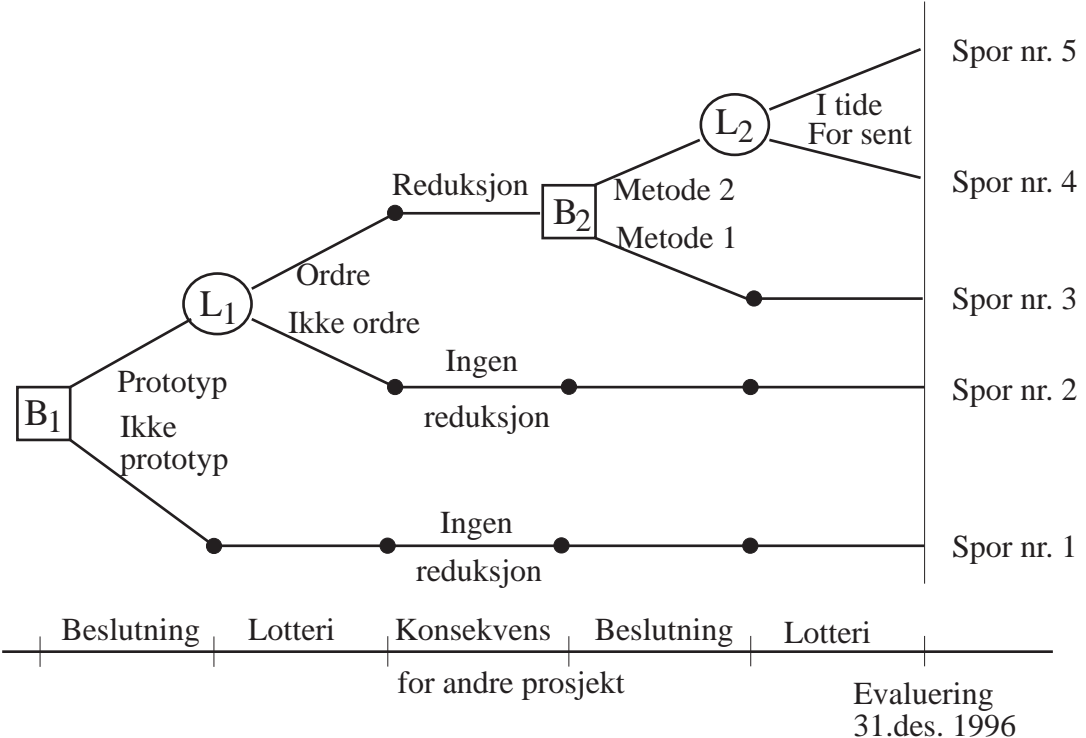 Spor nr. 5
I tide
L2
For sent
Reduksjon
Metode 2
Spor nr. 4
B2
Metode 1
Ordre
L1
Ikke ordre
Spor nr. 3
Ingen
Prototyp
reduksjon
Spor nr. 2
B1
Ikke
prototyp
Ingen
Spor nr. 1
reduksjon
Beslutning
Lotteri
Konsekvens
Beslutning
Lotteri
for andre prosjekt
Evaluering
31.des. 1996